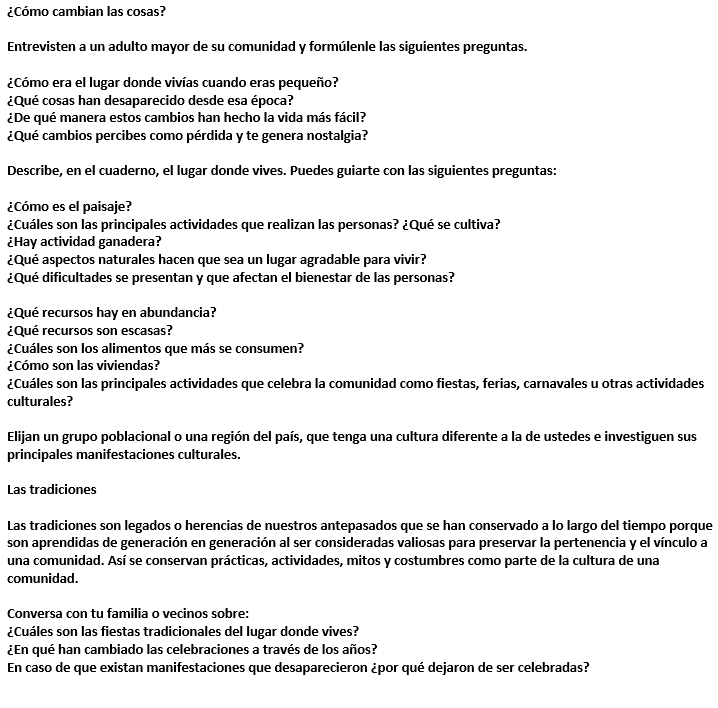 ¿Cómo cambian las cosas?
Entrevisten a un adulto mayor de su comunidad y formúlenle las siguientes preguntas.
¿Cómo era el lugar donde vivías cuando eras pequeño?
¿Qué cosas han desaparecido desde esa época?
¿De qué manera estos cambios han hecho la vida más fácil?
¿Qué cambios percibes como pérdida y te genera nostalgia?
Describe, en el cuaderno, el lugar donde vives. Puedes guiarte con las siguientes preguntas:
¿Cómo es el paisaje?
¿Cuáles son las principales actividades que realizan las personas? ¿Qué se cultiva?
¿Hay actividad ganadera?
¿Qué aspectos naturales hacen que sea un lugar agradable para vivir?
¿Qué dificultades se presentan y que afectan el bienestar de las personas?
¿Qué recursos hay en abundancia?
¿Qué recursos son escasas?
¿Cuáles son los alimentos que más se consumen?
¿Cómo son las viviendas?
¿Cuáles son las principales actividades que celebra la comunidad como fiestas, ferias, carnavales u otras actividades
culturales?
Elijan un grupo poblacional o una región del país, que tenga una cultura diferente a la de ustedes e investiguen sus
principales manifestaciones culturales.
Las tradiciones
Las tradiciones son legados o herencias de nuestros antepasados que se han conservado a lo largo del tiempo porque
son aprendidas de generación en generación al ser consideradas valiosas para preservar la pertenencia y el vínculo a
una comunidad. Así se conservan prácticas, actividades, mitos y costumbres como parte de la cultura de una
comunidad.
Conversa con tu familia o vecinos sobre:
¿Cuáles son las fiestas tradicionales del lugar donde vives?
¿En qué han cambiado las celebraciones a través de los años?
En caso de que existan manifestaciones que desaparecieron ¿por qué dejaron de ser celebradas?